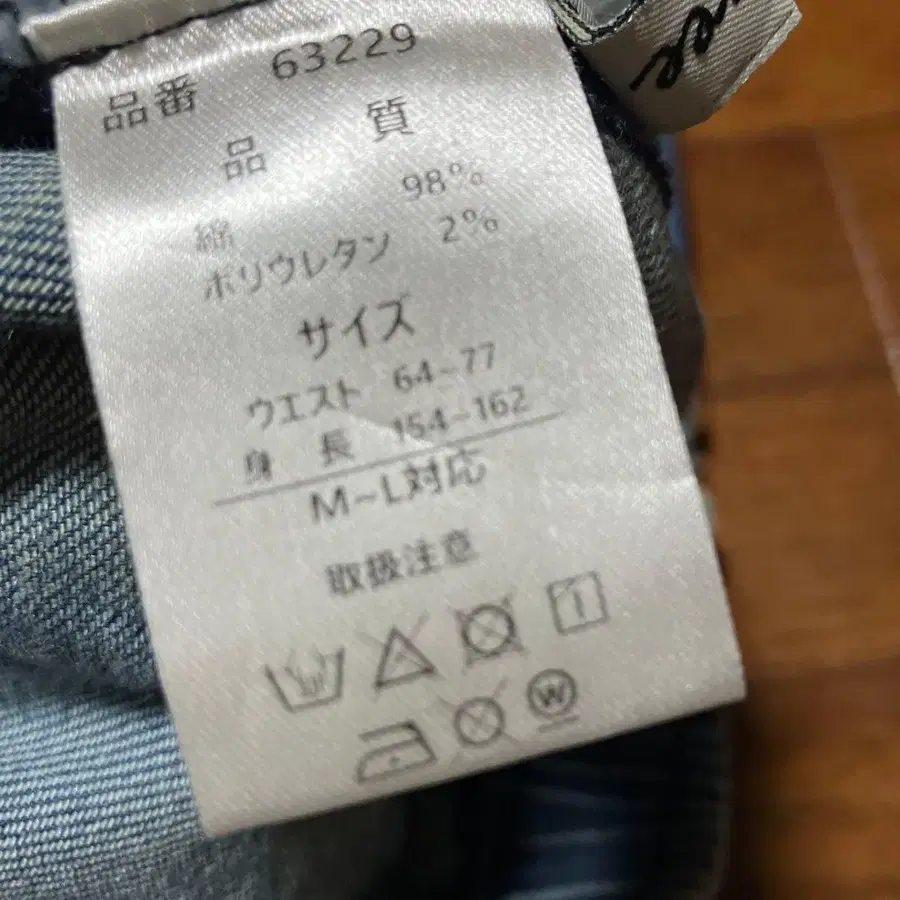 品番 63229
品質
綿 98%
ポリウレタン 2%
サイズ
ウエスト 64~77
身長 154~162
M~L対応
取扱注意
W